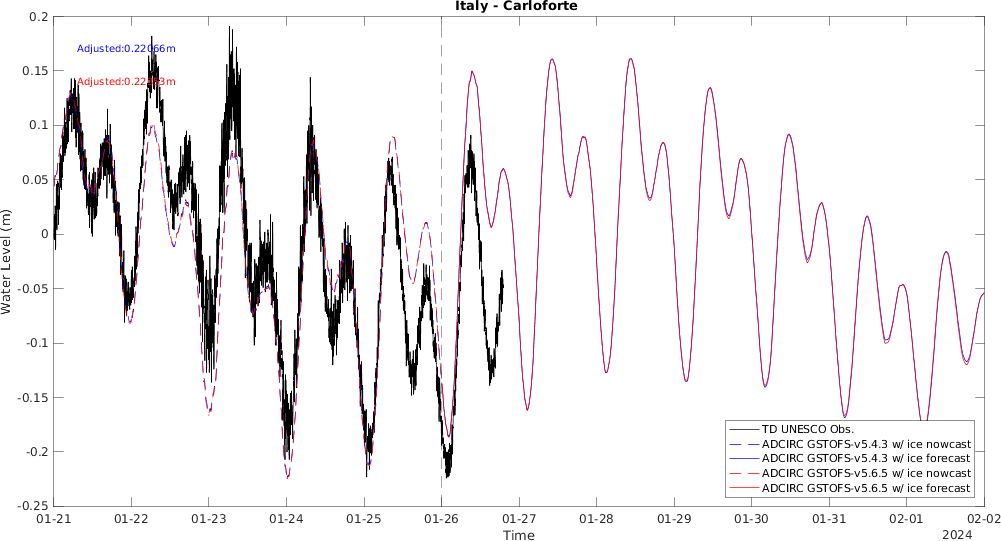 Italy - Carloforte
Adjusted:0.22066m
Water Level (m)
0.2
0.15
0.1
0.05
0
-0.05
-0.1
-0.15
-0.2
-0.25
01-21
01-22
01-23
01-24
01-25
01-26
01-27
01-28
01-29
01-30
01-31
02-01
02-02
Time
2024
TD UNESCO Obs.
ADCIRC GSTOFS-v5.4.3 w/ ice nowcast
ADCIRC GSTOFS-v5.4.3 w/ ice forecast
ADCIRC GSTOFS-v5.6.5 w/ ice nowcast
ADCIRC GSTOFS-v5.6.5 w/ ice forecast